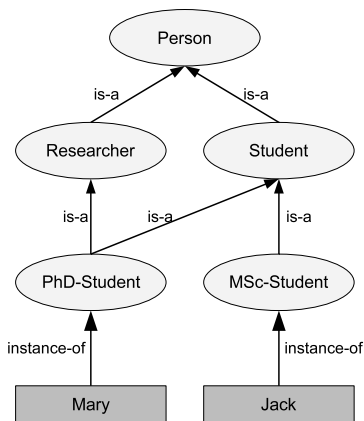 Person
is-a
is-a
Researcher
Student
is-a
is-a
is-a
PhD-Student
MSc-Student
instance-of
instance-of
Mary
Jack